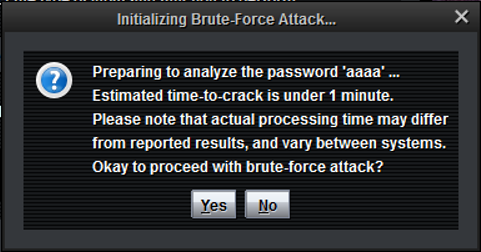 Initializing Brute-Force Attack...
Preparing to analyze the password 'aaaa' ...
Estimated time-to-crack is under 1 minute.
Please note that actual processing time may differ
from reported results, and vary between systems.
Okay to proceed with brute-force attack?
Yes No